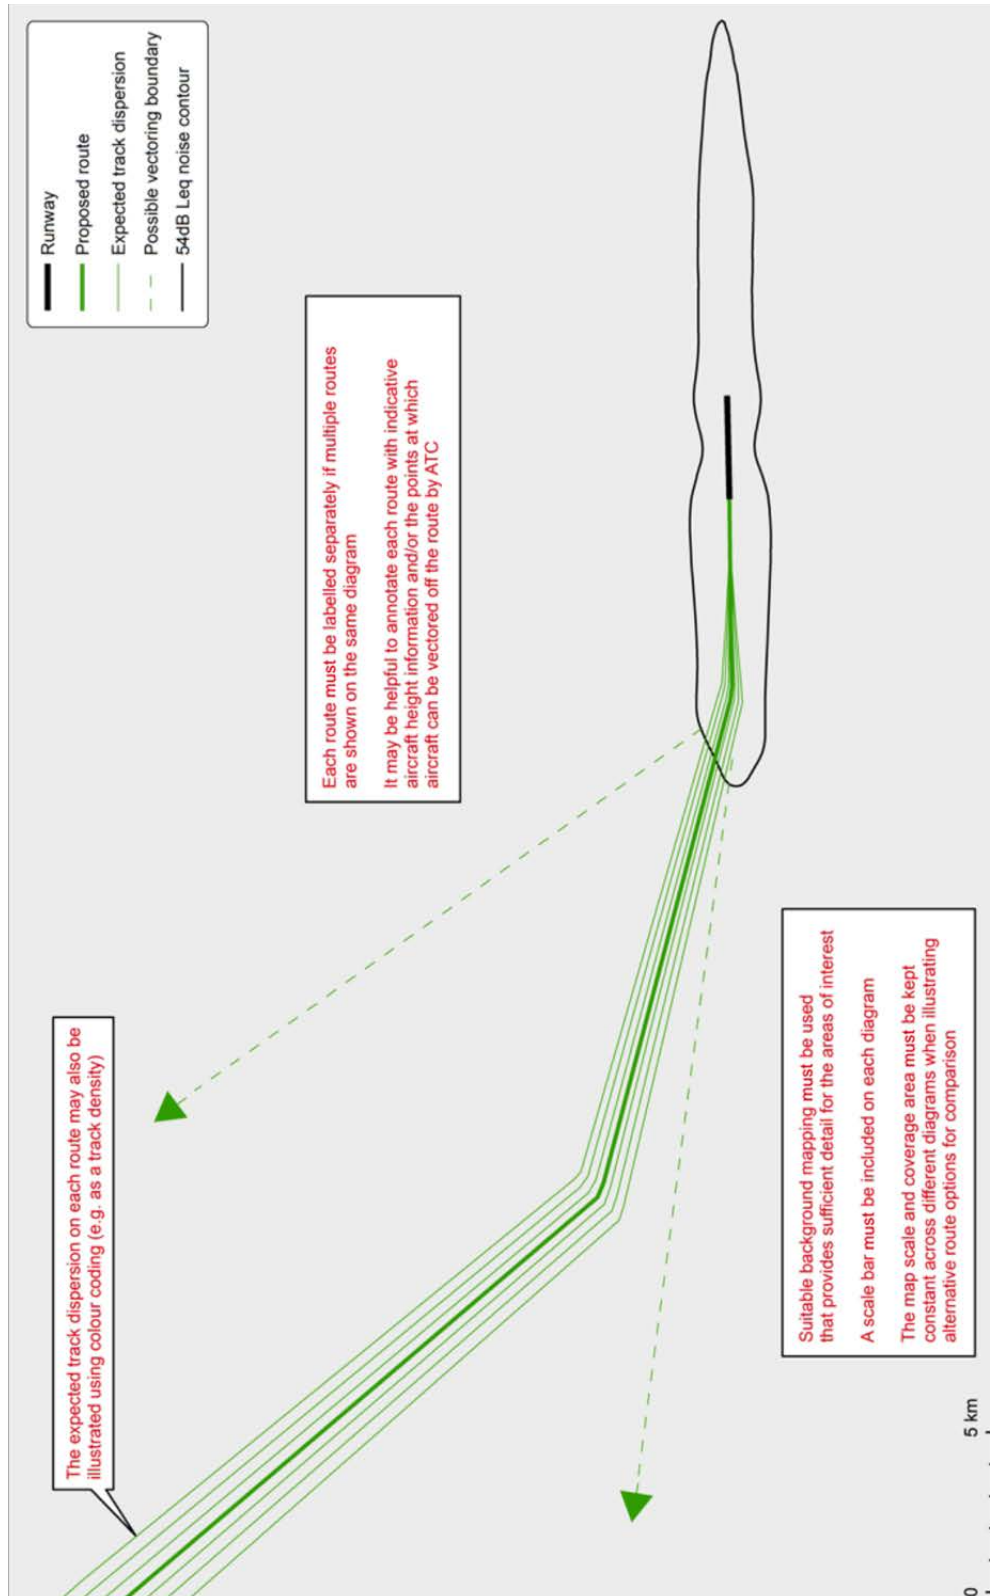 Runway
Proposed route
Expected track dispersion
Possible vectoring boundary
54dB Leq noise contour
Each route must be labelled separately if multiple routes
are shown on the same diagram
It may be helpful to annotate each route with indicative
aircraft height information and/or the points at which
aircraft can be vectored off the route by ATC
The expected track dispersion on each route may also be
illustrated using colour coding (e.g. as a track density)
Suitable background mapping must be used
that provides sufficient detail for the areas of interest
A scale bar must be included on each diagram
The map scale and coverage area must be kept
constant across different diagrams when illustrating
alternative route options for comparison
0 5 km